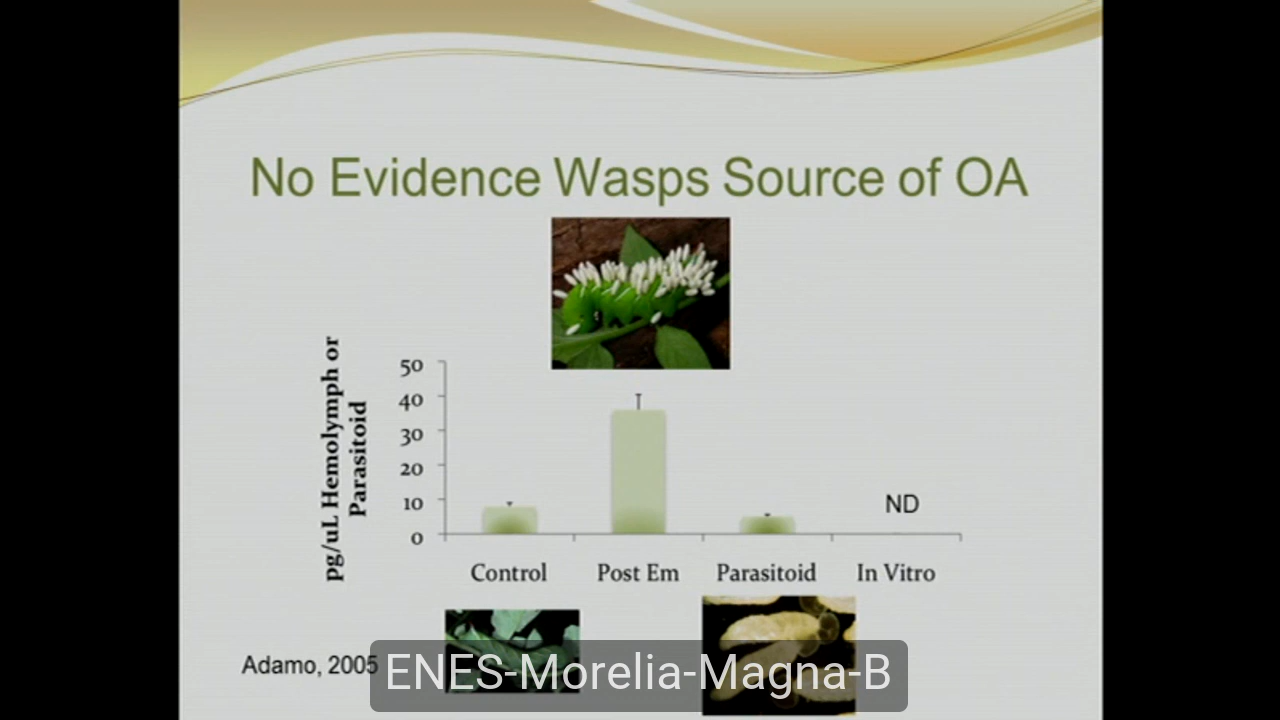 No Evidence Wasps Source of OA
pg/uL Hemolymph or
Parasitoid
50
40
30
20
10
0
ND
Control
Post Em
Parasitoid
In Vitro
Adamo, 2005
ENES-Morelia-Magna-B